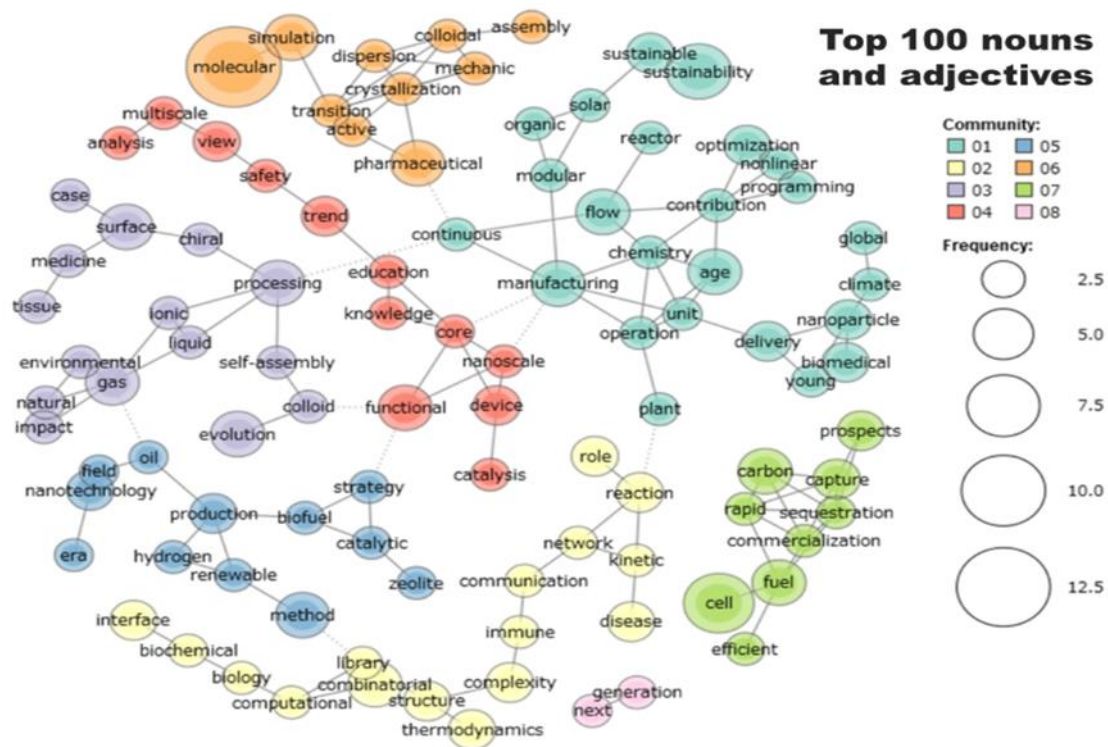 Top 100 nouns
and adjectives
Community:
01 05
02 06
03 07
04 08
Frequency:
2.5
5.0
7.5
10.0
12.5
simulation
molecular
dispersion
colloidal
assembly
mechanic
crystallization
transition
active
pharmaceutical
sustainable
sustainability
solar
organic
reactor
modular
optimization
nonlinear
programming
contribution
flow
continuous
chemistry
age
manufacturing
unit
operation
delivery
global
climate
nanoparticle
biomedical
young
plant
multiscale
analysis
view
safety
trend
education
knowledge
core
nanoscale
functional
device
catalysis
case
surface
chiral
medicine
tissue
processing
ionic
liquid
environmental
gas
natural
impact
self-assembly
colloid
evolution
oil
field
nanotechnology
era
production
biofuel
strategy
catalytic
zeolite
hydrogen
renewable
method
role
reaction
network
kinetic
communication
disease
immune
complexity
interface
biochemical
biology
computational
library
combinatorial
structure
thermodynamics
prospects
carbon
capture
rapid
sequestration
commercialization
fuel
cell
efficient
generation
next